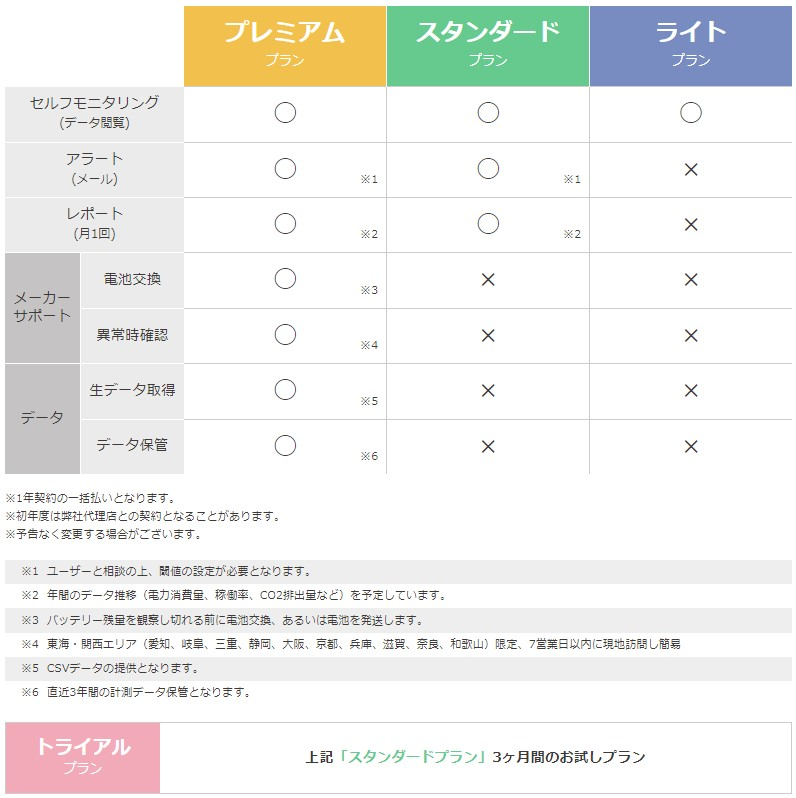 プレミアム
プラン
スタンダード
プラン
ライト
プラン
セルフモニタリング
(データ閲覧)
〇 〇 〇
アラート
(メール)
〇 ※1 〇 ※1 ×
レポート
(月1回)
〇 ※2 〇 ※2 ×
メーカー
サポート
電池交換 〇 ※3 × ×
異常時確認 〇 ※4 × ×
データ
生データ取得 〇 ※5 × ×
データ保管 〇 ※6 × ×
※1年契約の一括払いとなります。
※初年度は弊社代理店との契約となることがあります。
※予告なく変更する場合がございます。
※1 ユーザーと相談の上、閾値の設定が必要となります。
※2 年間のデータ推移（電力消費量、稼働率、CO2排出量など）を予定しています。
※3 バッテリー残量を観察し切れる前に電池交換、あるいは電池を発送します。
※4 東海・関西エリア（愛知、岐阜、三重、静岡、大阪、京都、兵庫、滋賀、奈良、和歌山）限定、7営業日以内に現地訪問し簡易
※5 CSVデータの提供となります。
※6 直近3年間の計測データ保管となります。
トライアル
プラン
上記「スタンダードプラン」3ヶ月間のお試しプラン